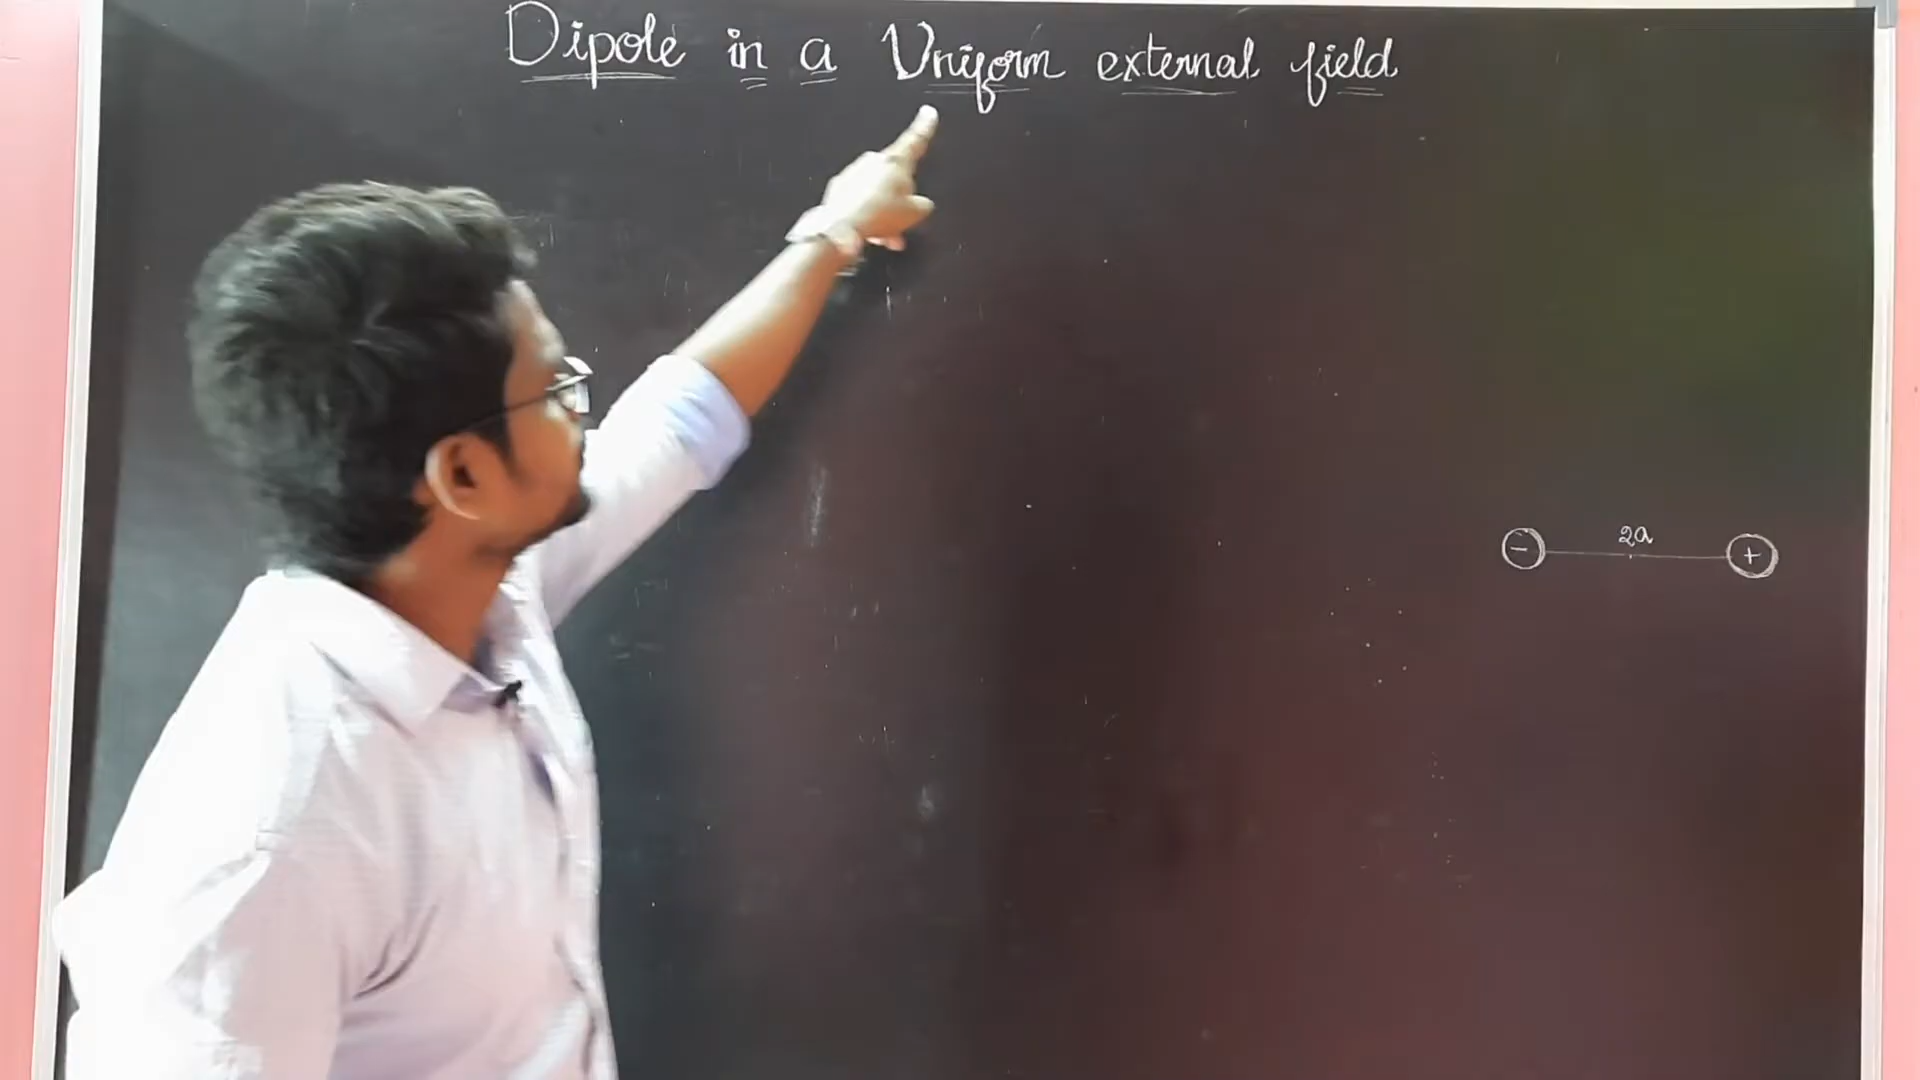 Dipole in a Uniform external field
2a
- +